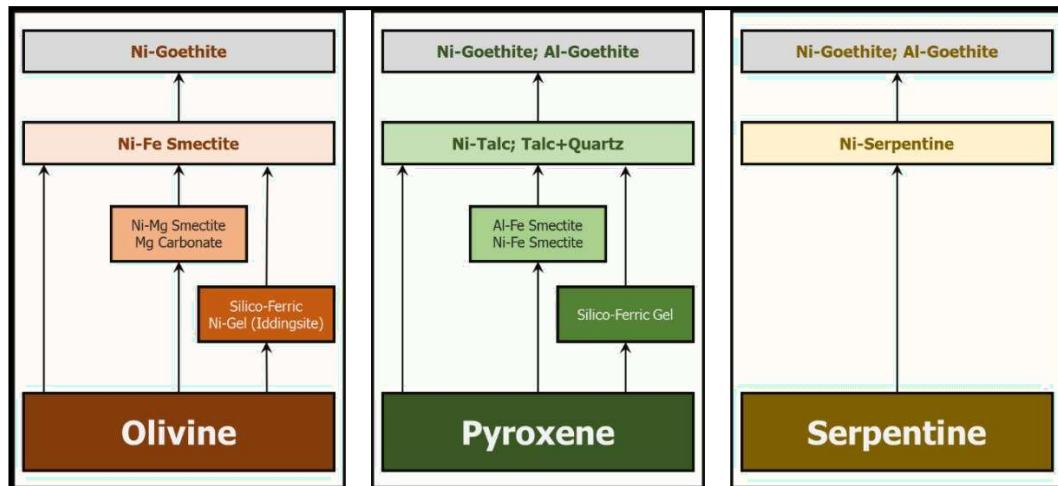 Ni-Goethite
Ni-Fe Smectite
Ni-Mg Smectite
Mg Carbonate
Silico-Ferric
Ni-Gel (Iddingsite)
Olivine
Ni-Goethite; Al-Goethite
Ni-Talc; Talc+Quartz
Al-Fe Smectite
Ni-Fe Smectite
Silico-Ferric Gel
Pyroxene
Ni-Goethite; Al-Goethite
Ni-Serpentine
Serpentine